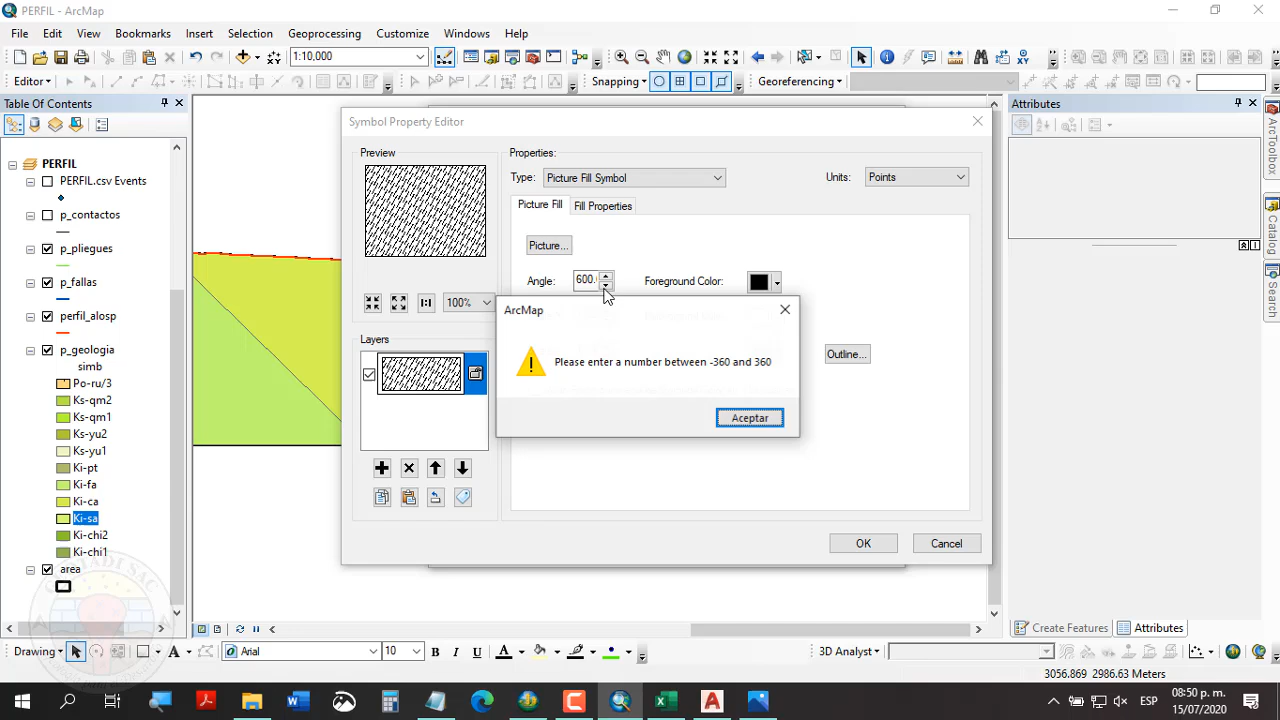 PERFIL - ArcMap
File Edit View Bookmarks Insert Selection Geoprocessing Customize Windows Help
1:10,000
Editor Snapping Georeferencing
Table Of Contents
PERFIL
PERFIL.csv Events
p_contactos
p_pliegues
p_fallas
perfil_alosp
p_geologia
simb
Po-ru/3
Ks-qm2
Ks-qm1
Ks-yu2
Ks-yu1
Ki-pt
Ki-fa
Ki-ca
Ki-sa
Ki-chi2
Ki-chi1
area
Symbol Property Editor
Preview
100%
Layers
Properties:
Type: Picture Fill Symbol
Units: Points
Picture Fill Fill Properties
Picture...
Angle: 600.
Foreground Color:
Outline...
ArcMap
Please enter a number between -360 and 360
Aceptar
OK Cancel
Attributes
ArcToolbox
Catalog
Search
Create Features Attributes
Drawing A Arial 10 B I U A
3D Analyst
3056.869 2986.63 Meters
ESP
08:50 p. m.
15/07/2020